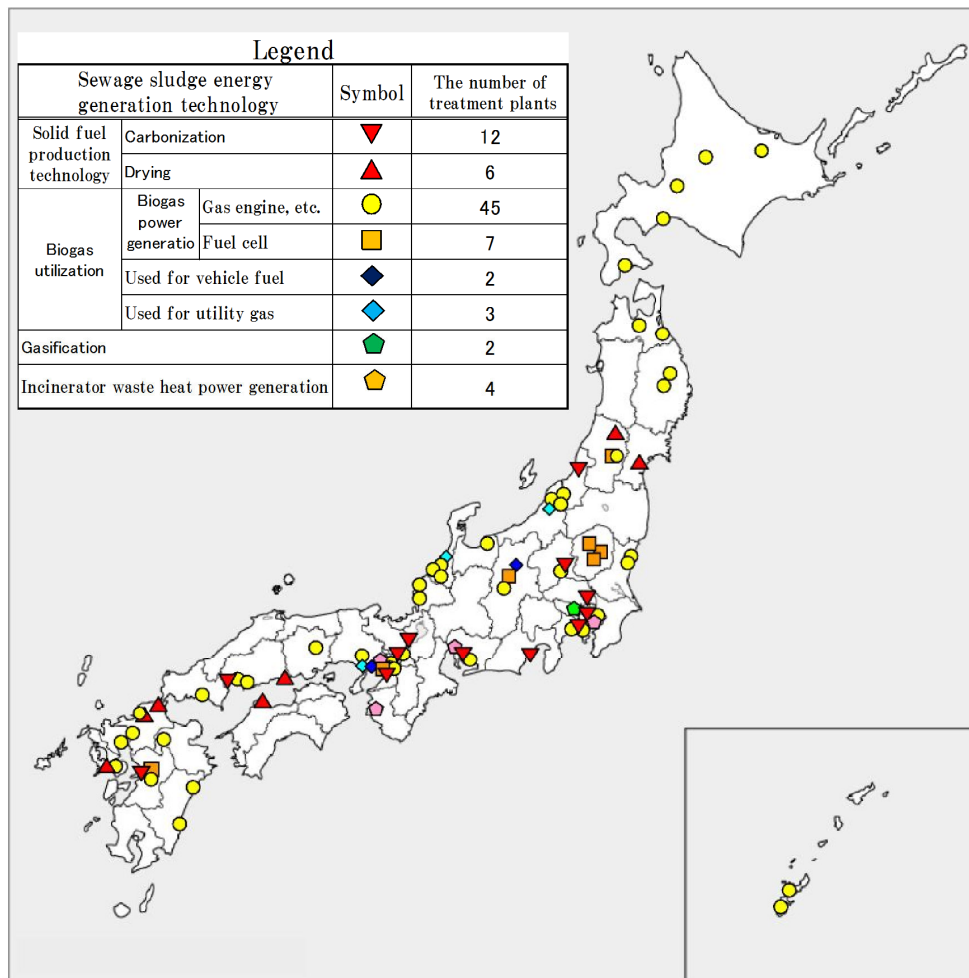 Legend
Sewage sludge energy
generation technology
Symbol
The number of
treatment plants
Solid fuel
production
technology
Carbonization
12
Drying
6
Biogas
utilization
Biogas
power
generatio
Gas engine, etc.
45
Fuel cell
7
Used for vehicle fuel
2
Used for utility gas
3
Gasification
2
Incinerator waste heat power generation
4